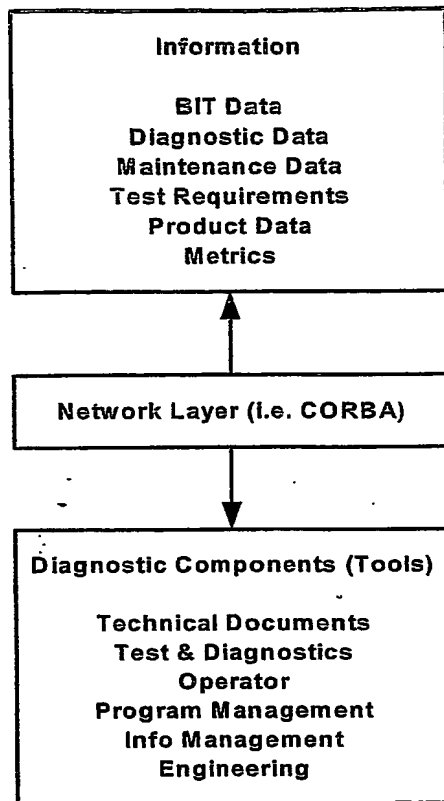 Information
BIT Data
Diagnostic Data
Maintenance Data
Test Requirements
Product Data
Metrics
Network Layer (i.e. CORBA)
Diagnostic Components (Tools)
Technical Documents
Test & Diagnostics
Operator
Program Management
Info Management
Engineering